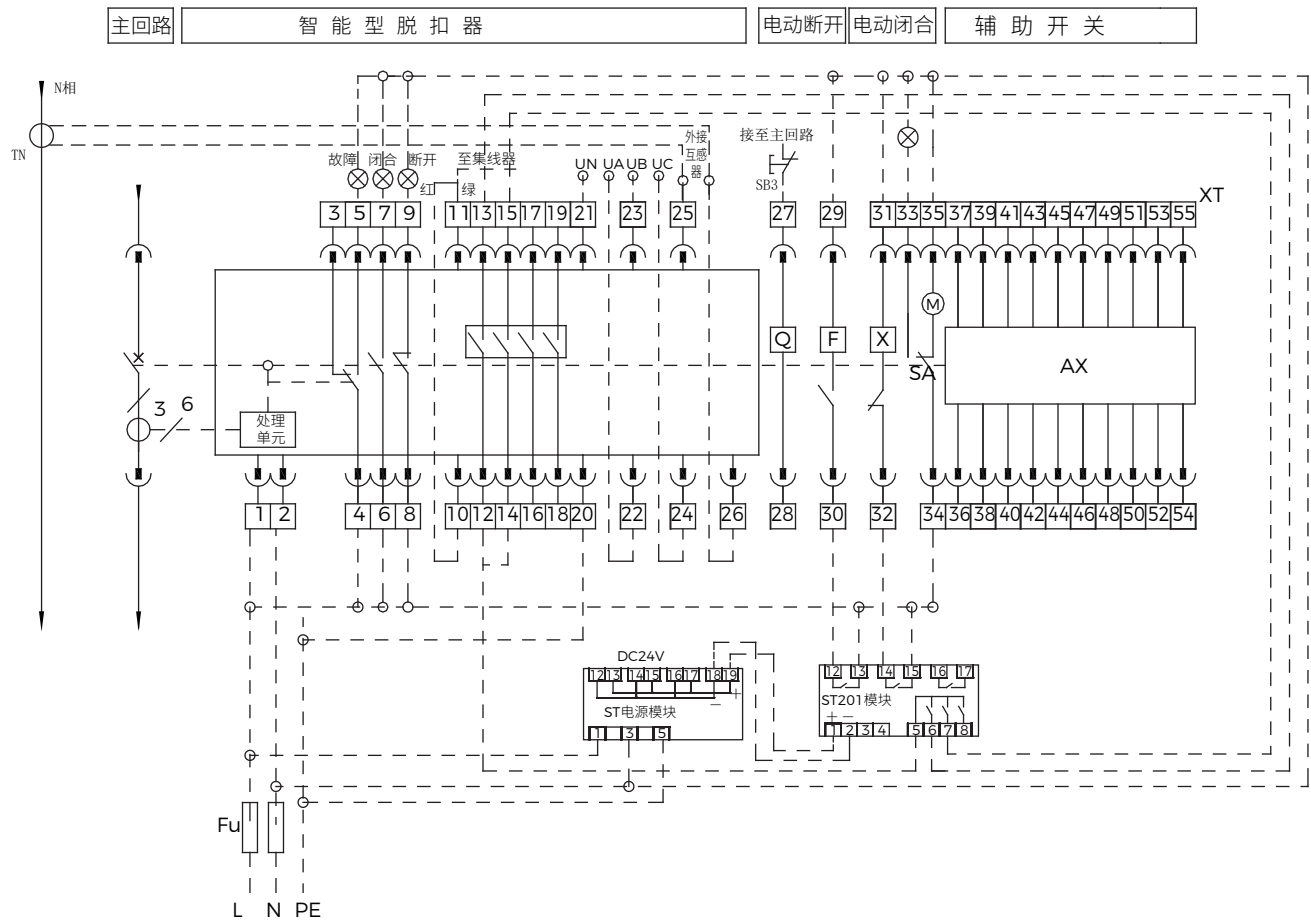 主回路 智能型脱扣器 电动断开 电动闭合 辅助开关
N相
TN
外接
互感
器
接至主回路
SB3
故障 闭合 断开
红 绿
至集线器
UN UA UB UC
XT
3 5 7 9 11 13 15 17 19 21 23 25 27 29 31 33 35 37 39 41 43 45 47 49 51 53 55
M
Q F X
SA
AX
3 6
处理
单元
1 2 4 6 8 10 12 14 16 18 20 22 24 26 28 30 32 34 36 38 40 42 44 46 48 50 52 54
DC24V
12 13 14 15 16 17 18 19
− +
ST电源模块
1 3 5
12 13 14 15 16 17
ST201模块
+ −
1 2 3 4 5 6 7 8
Fu
L N PE